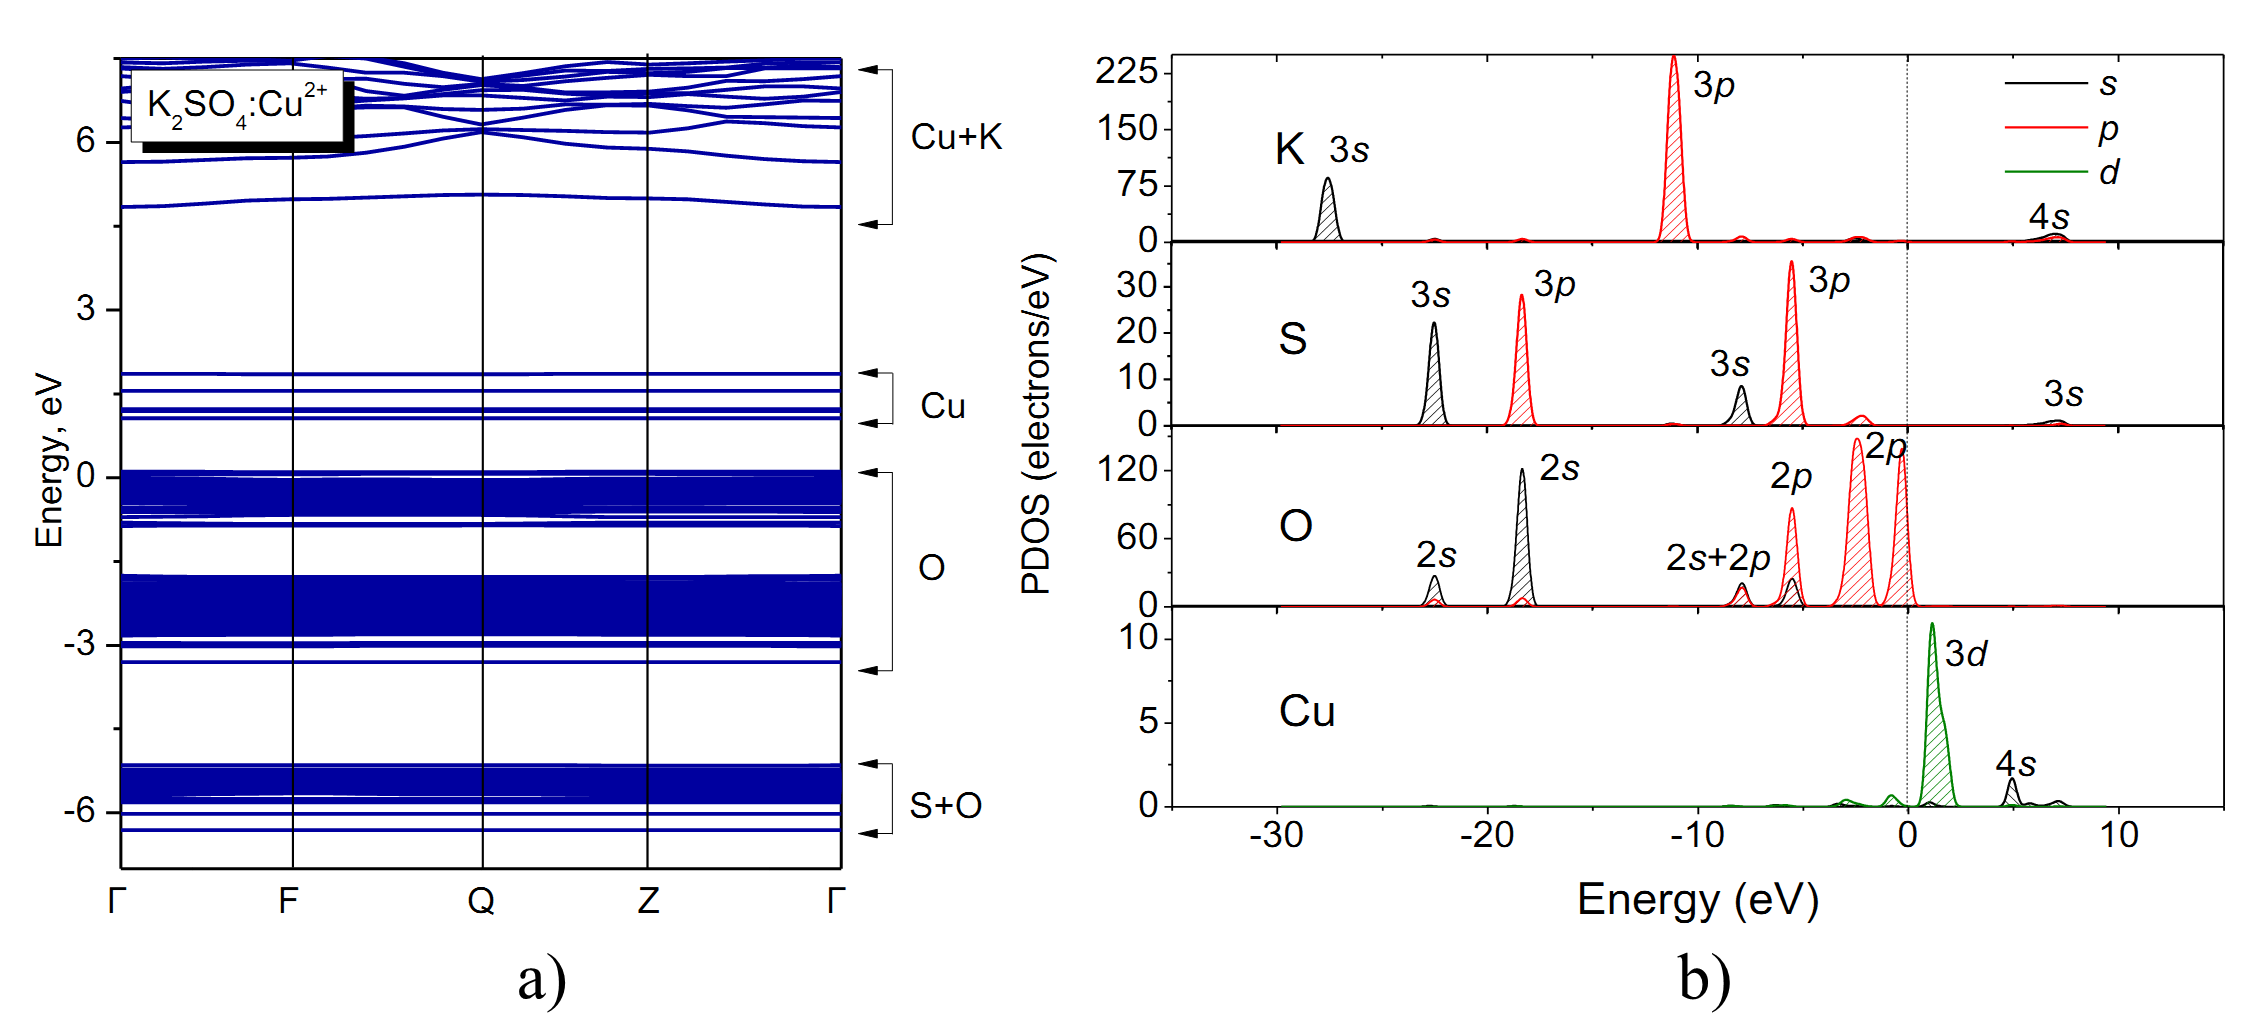 K₂SO₄:Cu²⁺
6
3
0
-3
-6
Energy, eV
Γ
F
Q
Z
Γ
Cu+K
Cu
O
S+O
a)
PDOS (electrons/eV)
225
150
75
0
K
3s
3p
4s
s
p
d
30
20
10
0
S
3s
3p
3s
3p
3s
120
60
0
O
2s
2s
2s+2p
2p
2p
10
5
0
Cu
3d
4s
-30
-20
-10
0
10
Energy (eV)
b)